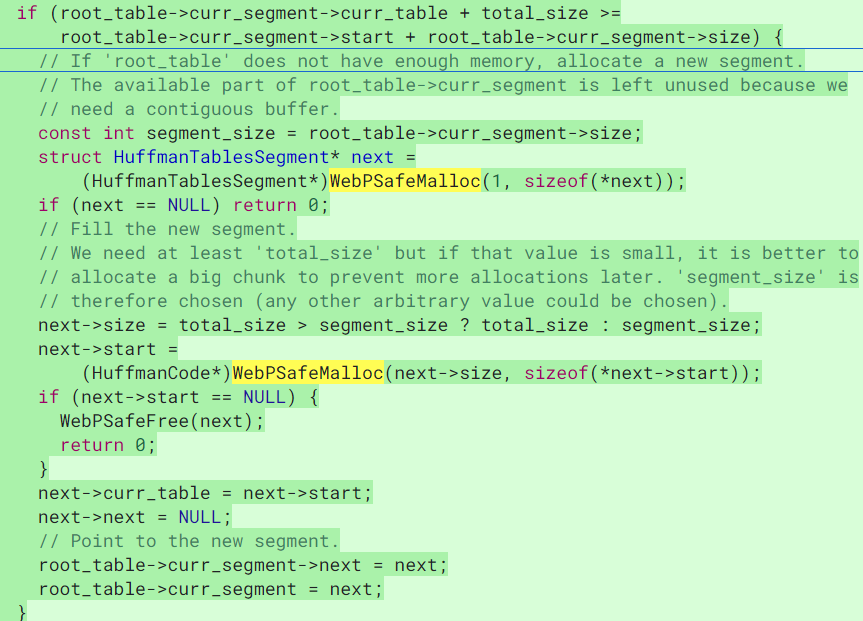 if (root_table->curr_segment->curr_table + total_size >=
root_table->curr_segment->start + root_table->curr_segment->size) {
// If 'root_table' does not have enough memory, allocate a new segment.
// The available part of root_table->curr_segment is left unused because we
// need a contiguous buffer.
const int segment_size = root_table->curr_segment->size;
struct HuffmanTablesSegment* next =
(HuffmanTablesSegment*)WebPSafeMalloc(1, sizeof(*next));
if (next == NULL) return 0;
// Fill the new segment.
// We need at least 'total_size' but if that value is small, it is better to
// allocate a big chunk to prevent more allocations later. 'segment_size' is
// therefore chosen (any other arbitrary value could be chosen).
next->size = total_size > segment_size ? total_size : segment_size;
next->start =
(HuffmanCode*)WebPSafeMalloc(next->size, sizeof(*next->start));
if (next->start == NULL) {
WebPSafeFree(next);
return 0;
}
next->curr_table = next->start;
next->next = NULL;
// Point to the new segment.
root_table->curr_segment->next = next;
root_table->curr_segment = next;
}